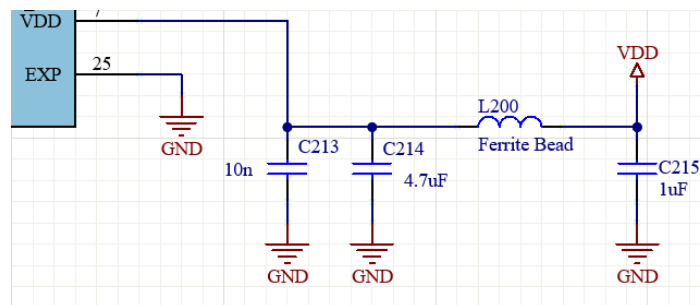 VDD
7
EXP
25
GND
C213
10n
GND
C214
4.7uF
GND
L200
Ferrite Bead
VDD
C215
1uF
GND